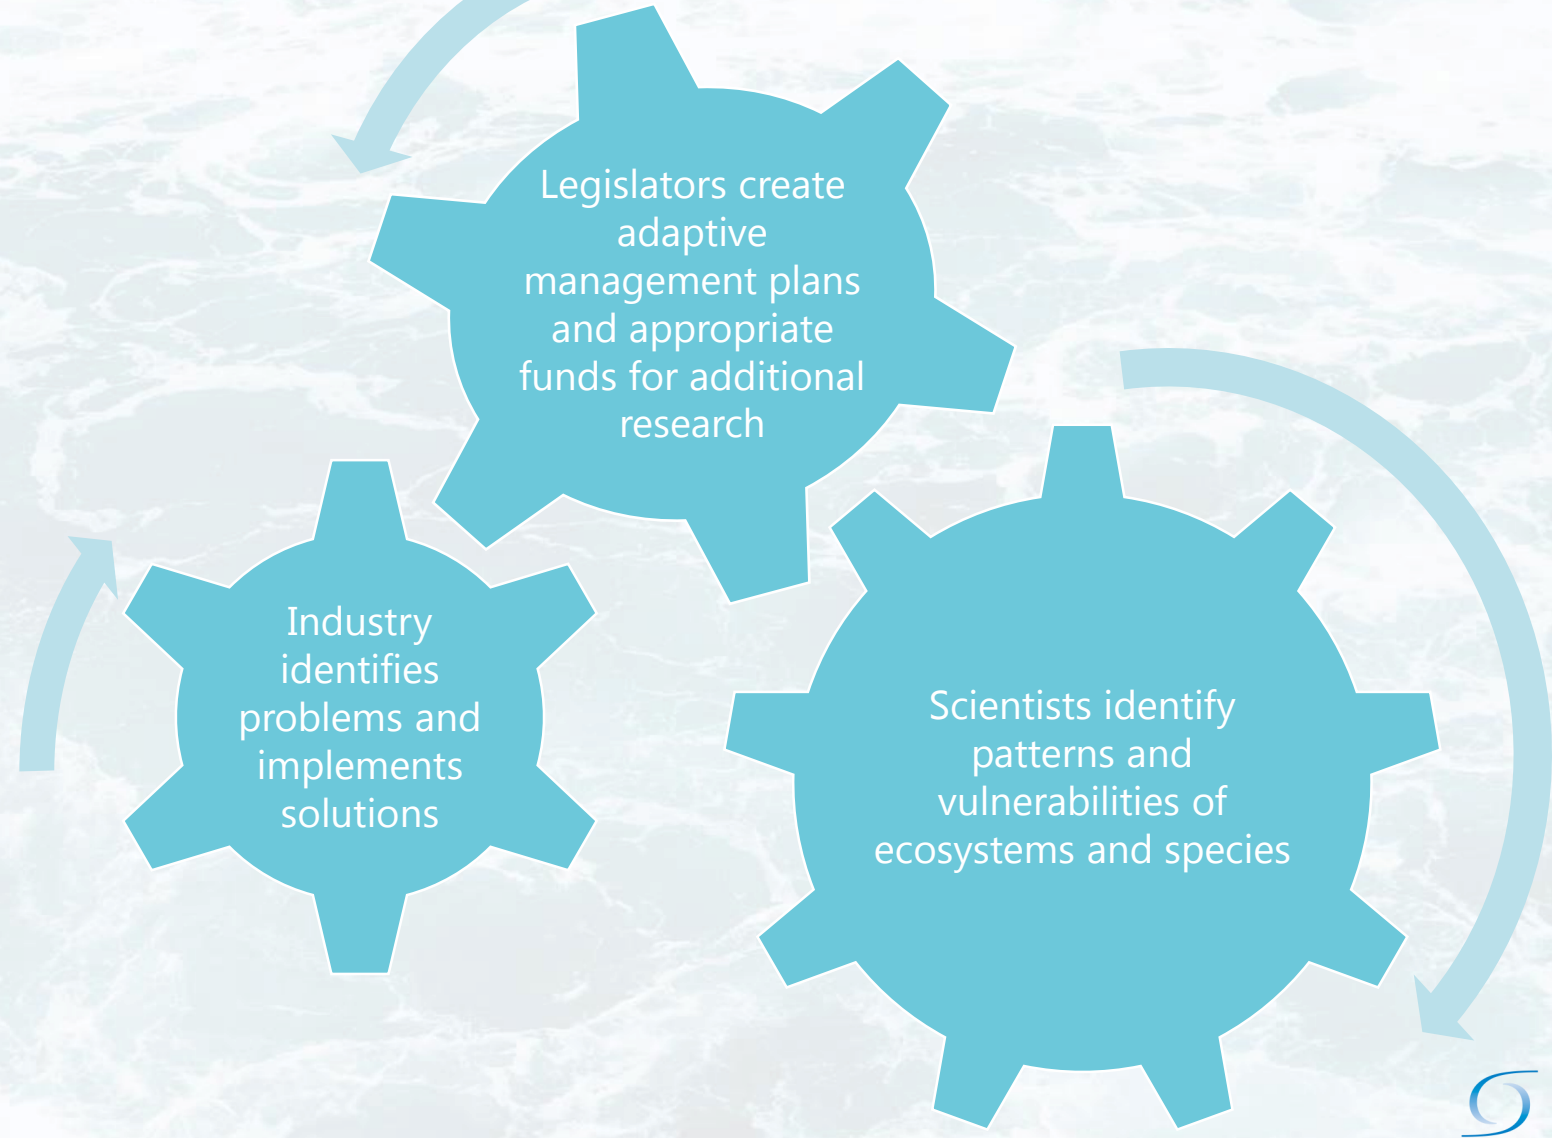 Legislators create
adaptive
management plans
and appropriate
funds for additional
research
Industry
identifies
problems and
implements
solutions
Scientists identify
patterns and
vulnerabilities of
ecosystems and species